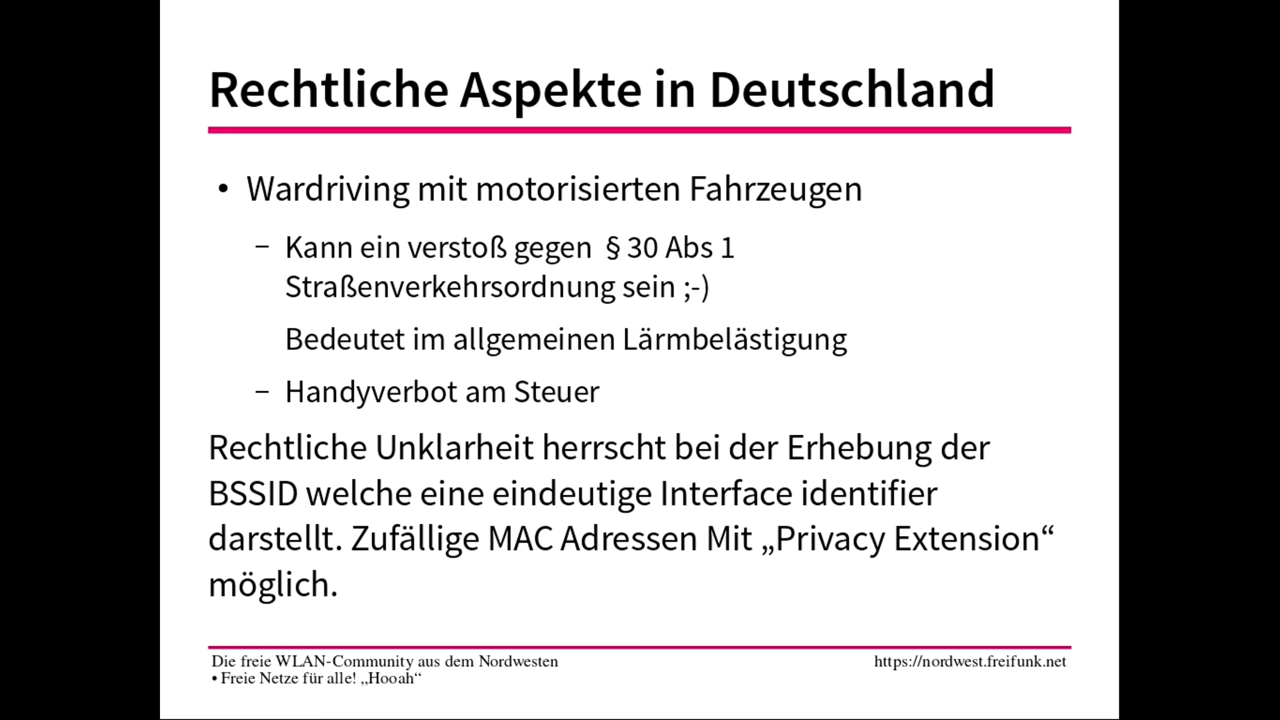 Rechtliche Aspekte in Deutschland
• Wardriving mit motorisierten Fahrzeugen
– Kann ein verstoß gegen § 30 Abs 1
Straßenverkehrsordnung sein ;-)
Bedeutet im allgemeinen Lärmbelästigung
– Handyverbot am Steuer
Rechtliche Unklarheit herrscht bei der Erhebung der
BSSID welche eine eindeutige Interface identifier
darstellt. Zufällige MAC Adressen Mit „Privacy Extension“
möglich.
Die freie WLAN-Community aus dem Nordwesten
• Freie Netze für alle! „Hooah“
https://nordwest.freifunk.net